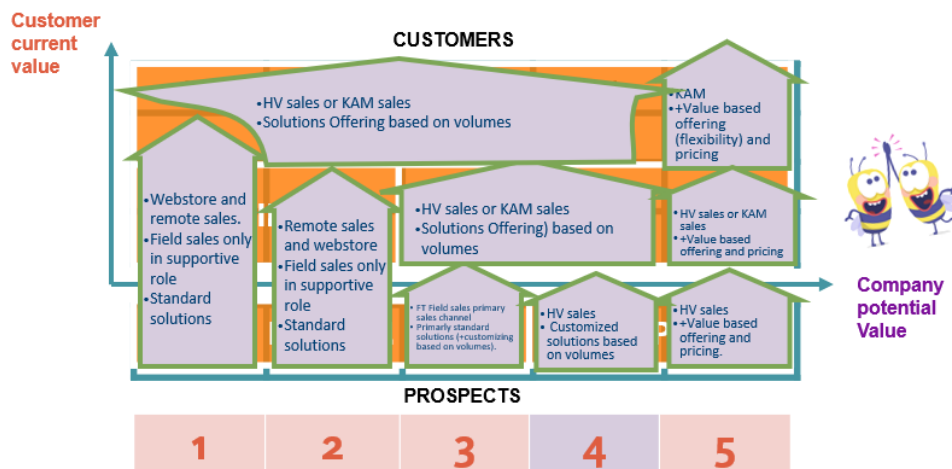 Customer
current
value
CUSTOMERS
•HV sales or KAM sales
•Solutions Offering based on volumes
•KAM
•+Value based
offering
(flexibility) and
pricing
•Webstore and
remote sales.
•Field sales only
in supportive
role
•Standard
solutions
•Remote sales
and webstore
•Field sales only
in supportive
role
•Standard
solutions
•HV sales or KAM sales
•Solutions Offering) based on
volumes
•HV sales or KAM
sales
•+Value based
offering and pricing
• FT Field sales primary
sales channel
• Primarly standard
solutions (+customizing
based on volumes).
•HV sales
• Customized
solutions based
on volumes
•HV sales
•+Value based
offering and
pricing.
Company
potential
Value
PROSPECTS
1 2 3 4 5